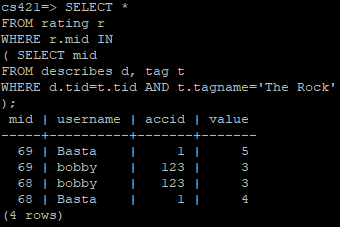 cs421=> SELECT *
FROM rating r
WHERE r.mid IN
( SELECT mid
FROM describes d, tag t
WHERE d.tid=t.tid AND t.tagname='The Rock'
);
 mid | username | accid | value
-----+----------+-------+-------
  69 | Basta    |     1 |     5
  69 | bobby    |   123 |     3
  68 | bobby    |   123 |     3
  68 | Basta    |     1 |     4
(4 rows)